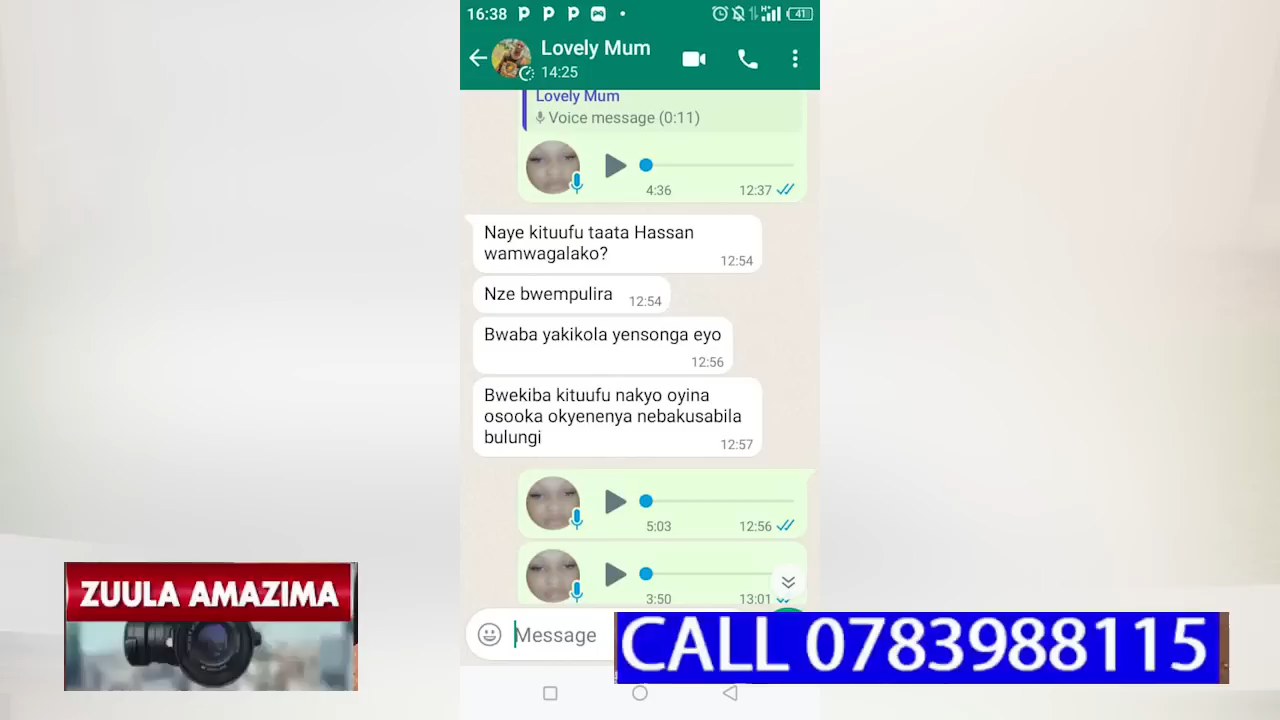 16:38
41
Lovely Mum
14:25
Lovely Mum
Voice message (0:11)
4:36 12:37
Naye kituufu taata Hassan
wamwagalako?
12:54
Nze bwempulira 12:54
Bwaba yakikola yensonga eyo
12:56
Bwekiba kituufu nakyo oyina
osooka okyenenya nebakusabila
bulungi
12:57
5:03 12:56
3:50 13:01
Message
ZUULA AMAZIMA
CALL 0783988115